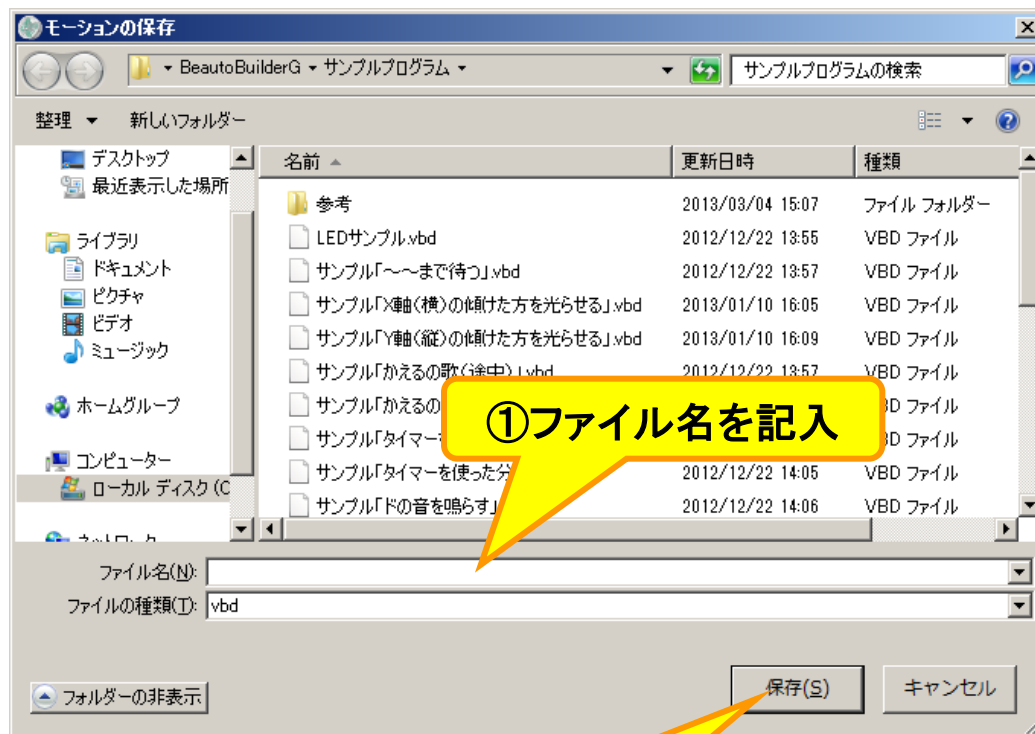 モーションの保存
BeautoBuilderG サンプルプログラム
サンプルプログラムの検索
整理 新しいフォルダー
名前 更新日時 種類
デスクトップ
最近表示した場所
ライブラリ
ドキュメント
ピクチャ
ビデオ
ミュージック
ホームグループ
コンピューター
ローカル ディスク (C
参考 2013/03/04 15:07 ファイル フォルダー
LEDサンプル.vbd 2012/12/22 13:55 VBD ファイル
サンプル「~~まで待つ」.vbd 2012/12/22 13:57 VBD ファイル
サンプル「X軸(横)の傾けた方を光らせる」.vbd 2013/01/10 16:05 VBD ファイル
サンプル「Y軸(縦)の傾けた方を光らせる」.vbd 2013/01/10 16:09 VBD ファイル
サンプル「かえるの歌(途中)」.vbd 2012/12/22 13:57 VBD ファイル
サンプル「かえるの BD ファイル
サンプル「タイマー VBD ファイル
サンプル「タイマーを使った分 2012/12/22 14:05 VBD ファイル
サンプル「ドの音を鳴らす」 2012/12/22 14:06 VBD ファイル
①ファイル名を記入
ファイル名(N):
ファイルの種類(T): vbd
フォルダーの非表示
保存(S) キャンセル